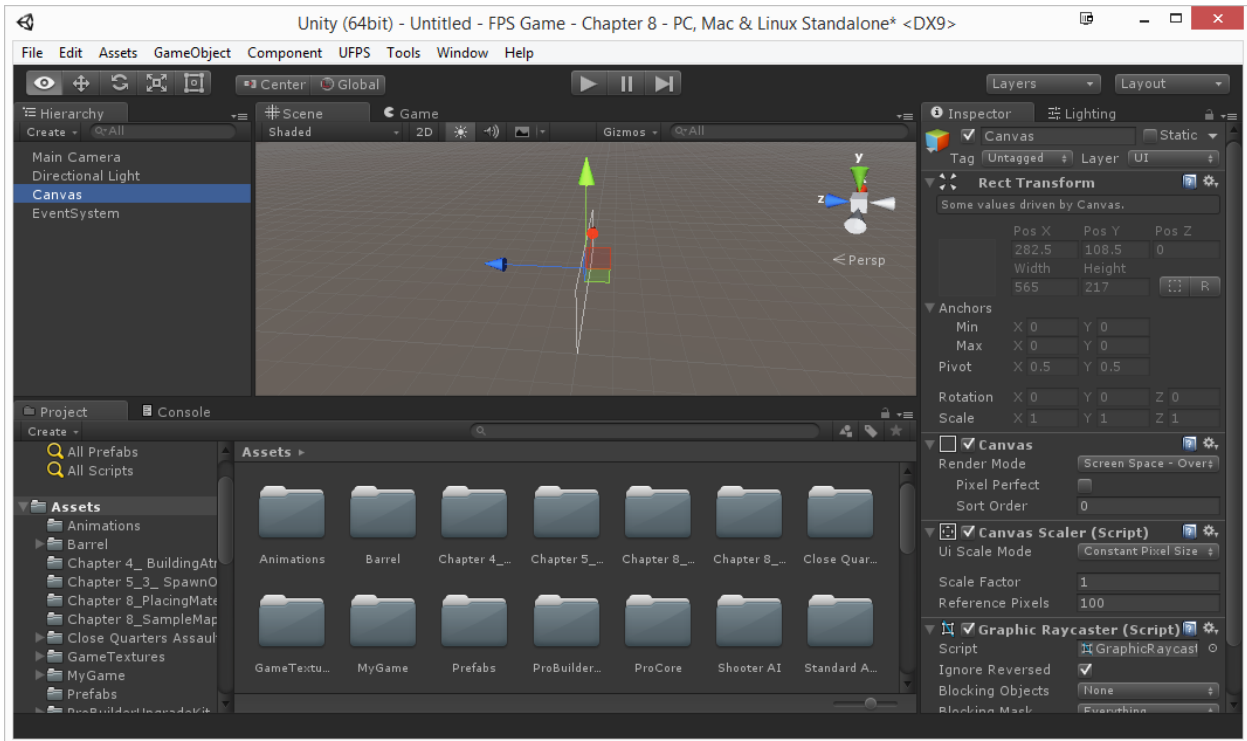 Unity (64bit) - Untitled - FPS Game - Chapter 8 - PC, Mac & Linux Standalone* <DX9>
File Edit Assets GameObject Component UFPS Tools Window Help
Center Global Layers Layout
Hierarchy
Create All
Main Camera
Directional Light
Canvas
EventSystem
Scene Game
Shaded 2D Gizmos All
y
z
Persp
Inspector Lighting
Canvas Static
Tag Untagged Layer UI
Rect Transform
Some values driven by Canvas.
Pos X Pos Y Pos Z
282.5 108.5 0
Width Height
565 217 R
Anchors
Min X 0 Y 0
Max X 0 Y 0
Pivot X 0.5 Y 0.5
Rotation X 0 Y 0 Z 0
Scale X 1 Y 1 Z 1
Canvas
Render Mode Screen Space - Over
Pixel Perfect
Sort Order 0
Canvas Scaler (Script)
Ui Scale Mode Constant Pixel Size
Scale Factor 1
Reference Pixels 100
Graphic Raycaster (Script)
Script GraphicRaycast
Ignore Reversed
Blocking Objects None
Blocking Mask Everything
Project Console
Create
All Prefabs
All Scripts
Assets
Animations
Barrel
Chapter 4_ BuildingAtr
Chapter 5_3_ SpawnO
Chapter 8_PlacingMate
Chapter 8_SampleMap
Close Quarters Assaul
GameTextures
MyGame
Prefabs
ProBuilderUpgradeKit
Assets
Animations Barrel Chapter 4_... Chapter 5_... Chapter 8_... Chapter 8_... Close Quar...
GameTextu... MyGame Prefabs ProBuilder... ProCore Shooter AI Standard A...